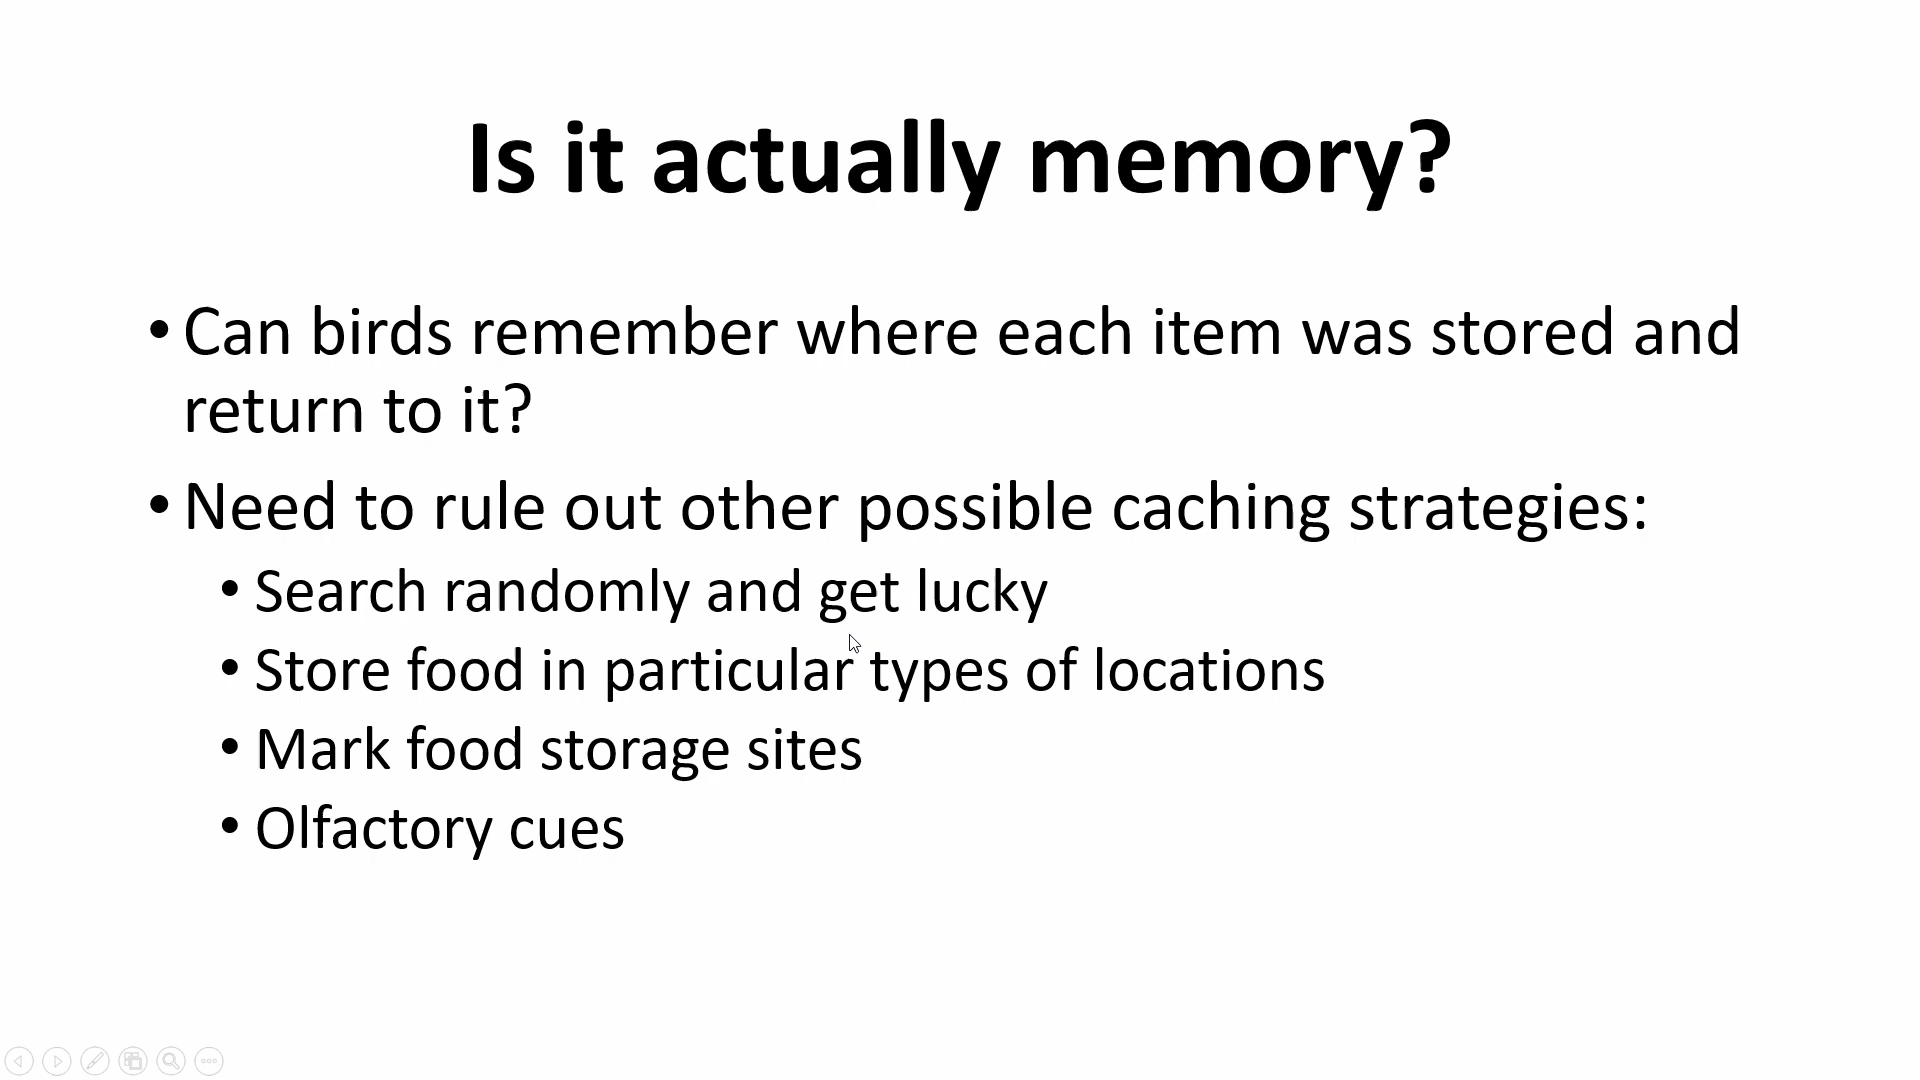 Is it actually memory?
• Can birds remember where each item was stored and
return to it?
• Need to rule out other possible caching strategies:
• Search randomly and get lucky
• Store food in particular types of locations
• Mark food storage sites
• Olfactory cues